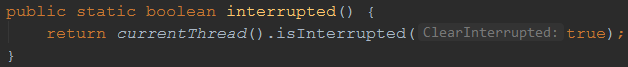 public static boolean interrupted() {
return currentThread().isInterrupted( ClearInterrupted: true);
}